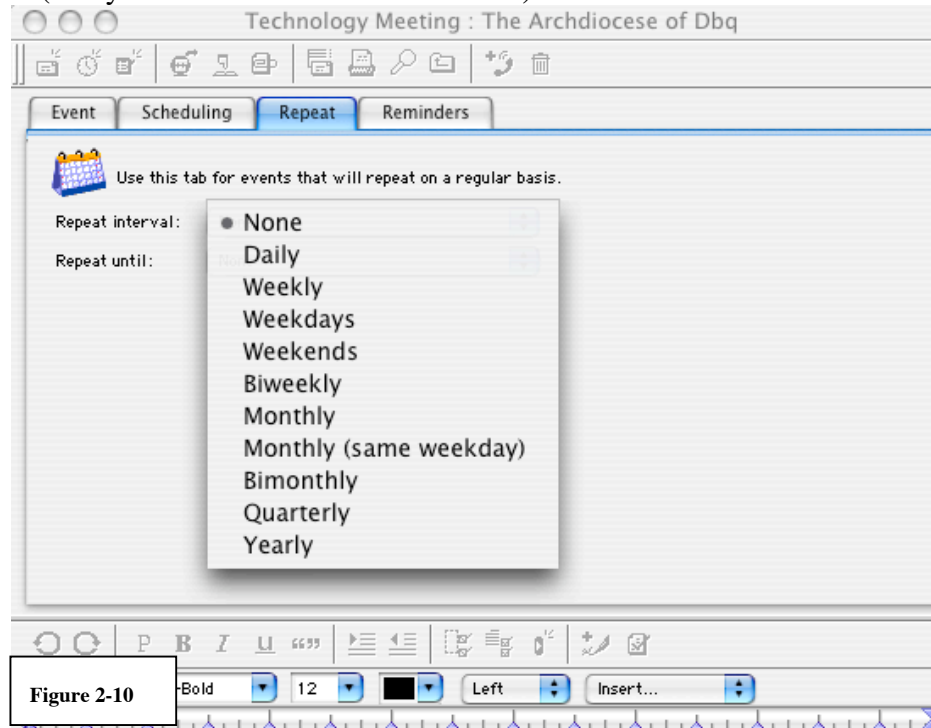 Technology Meeting : The Archdiocese of Dbq
Event Scheduling Repeat Reminders
Use this tab for events that will repeat on a regular basis.
Repeat interval: None
Repeat until: Daily
Weekly
Weekdays
Weekends
Biweekly
Monthly
Monthly (same weekday)
Bimonthly
Quarterly
Yearly
P B I U
Figure 2-10 -Bold 12 Left Insert...